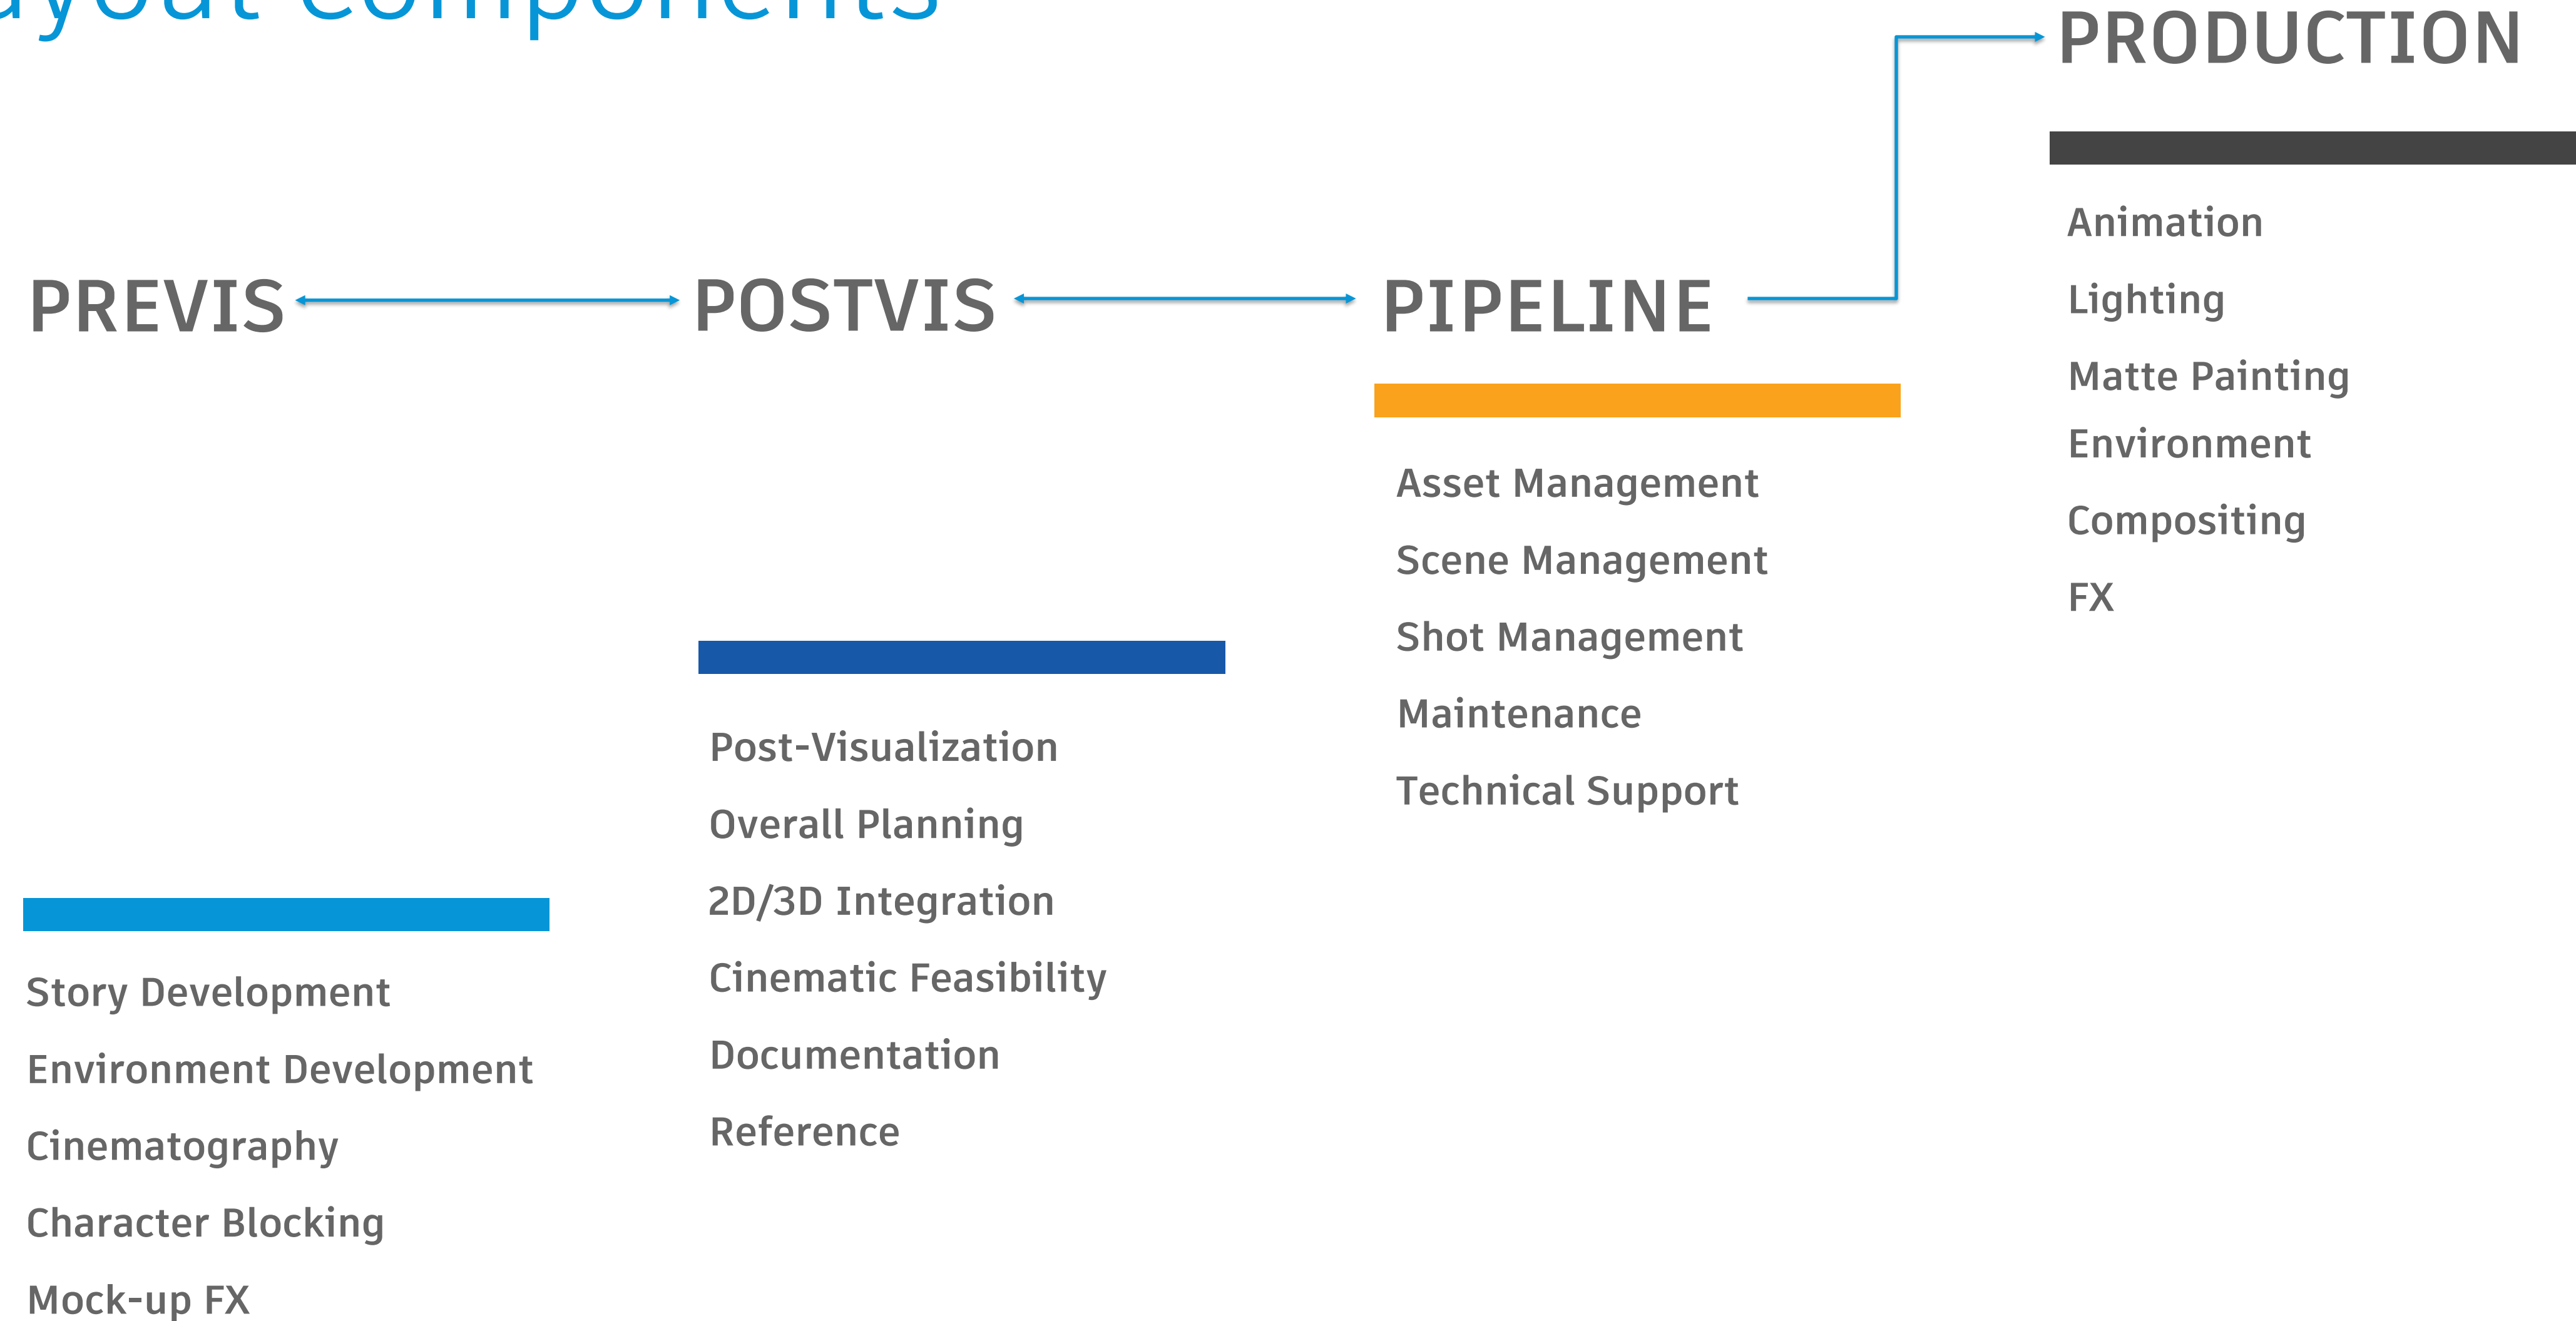 components
PREVIS
Story Development
Environment Development
Cinematography
Character Blocking
Mock-up FX
POSTVIS
Post-Visualization
Overall Planning
2D/3D Integration
Cinematic Feasibility
Documentation
Reference
PIPELINE
Asset Management
Scene Management
Shot Management
Maintenance
Technical Support
PRODUCTION
Animation
Lighting
Matte Painting
Environment
Compositing
FX